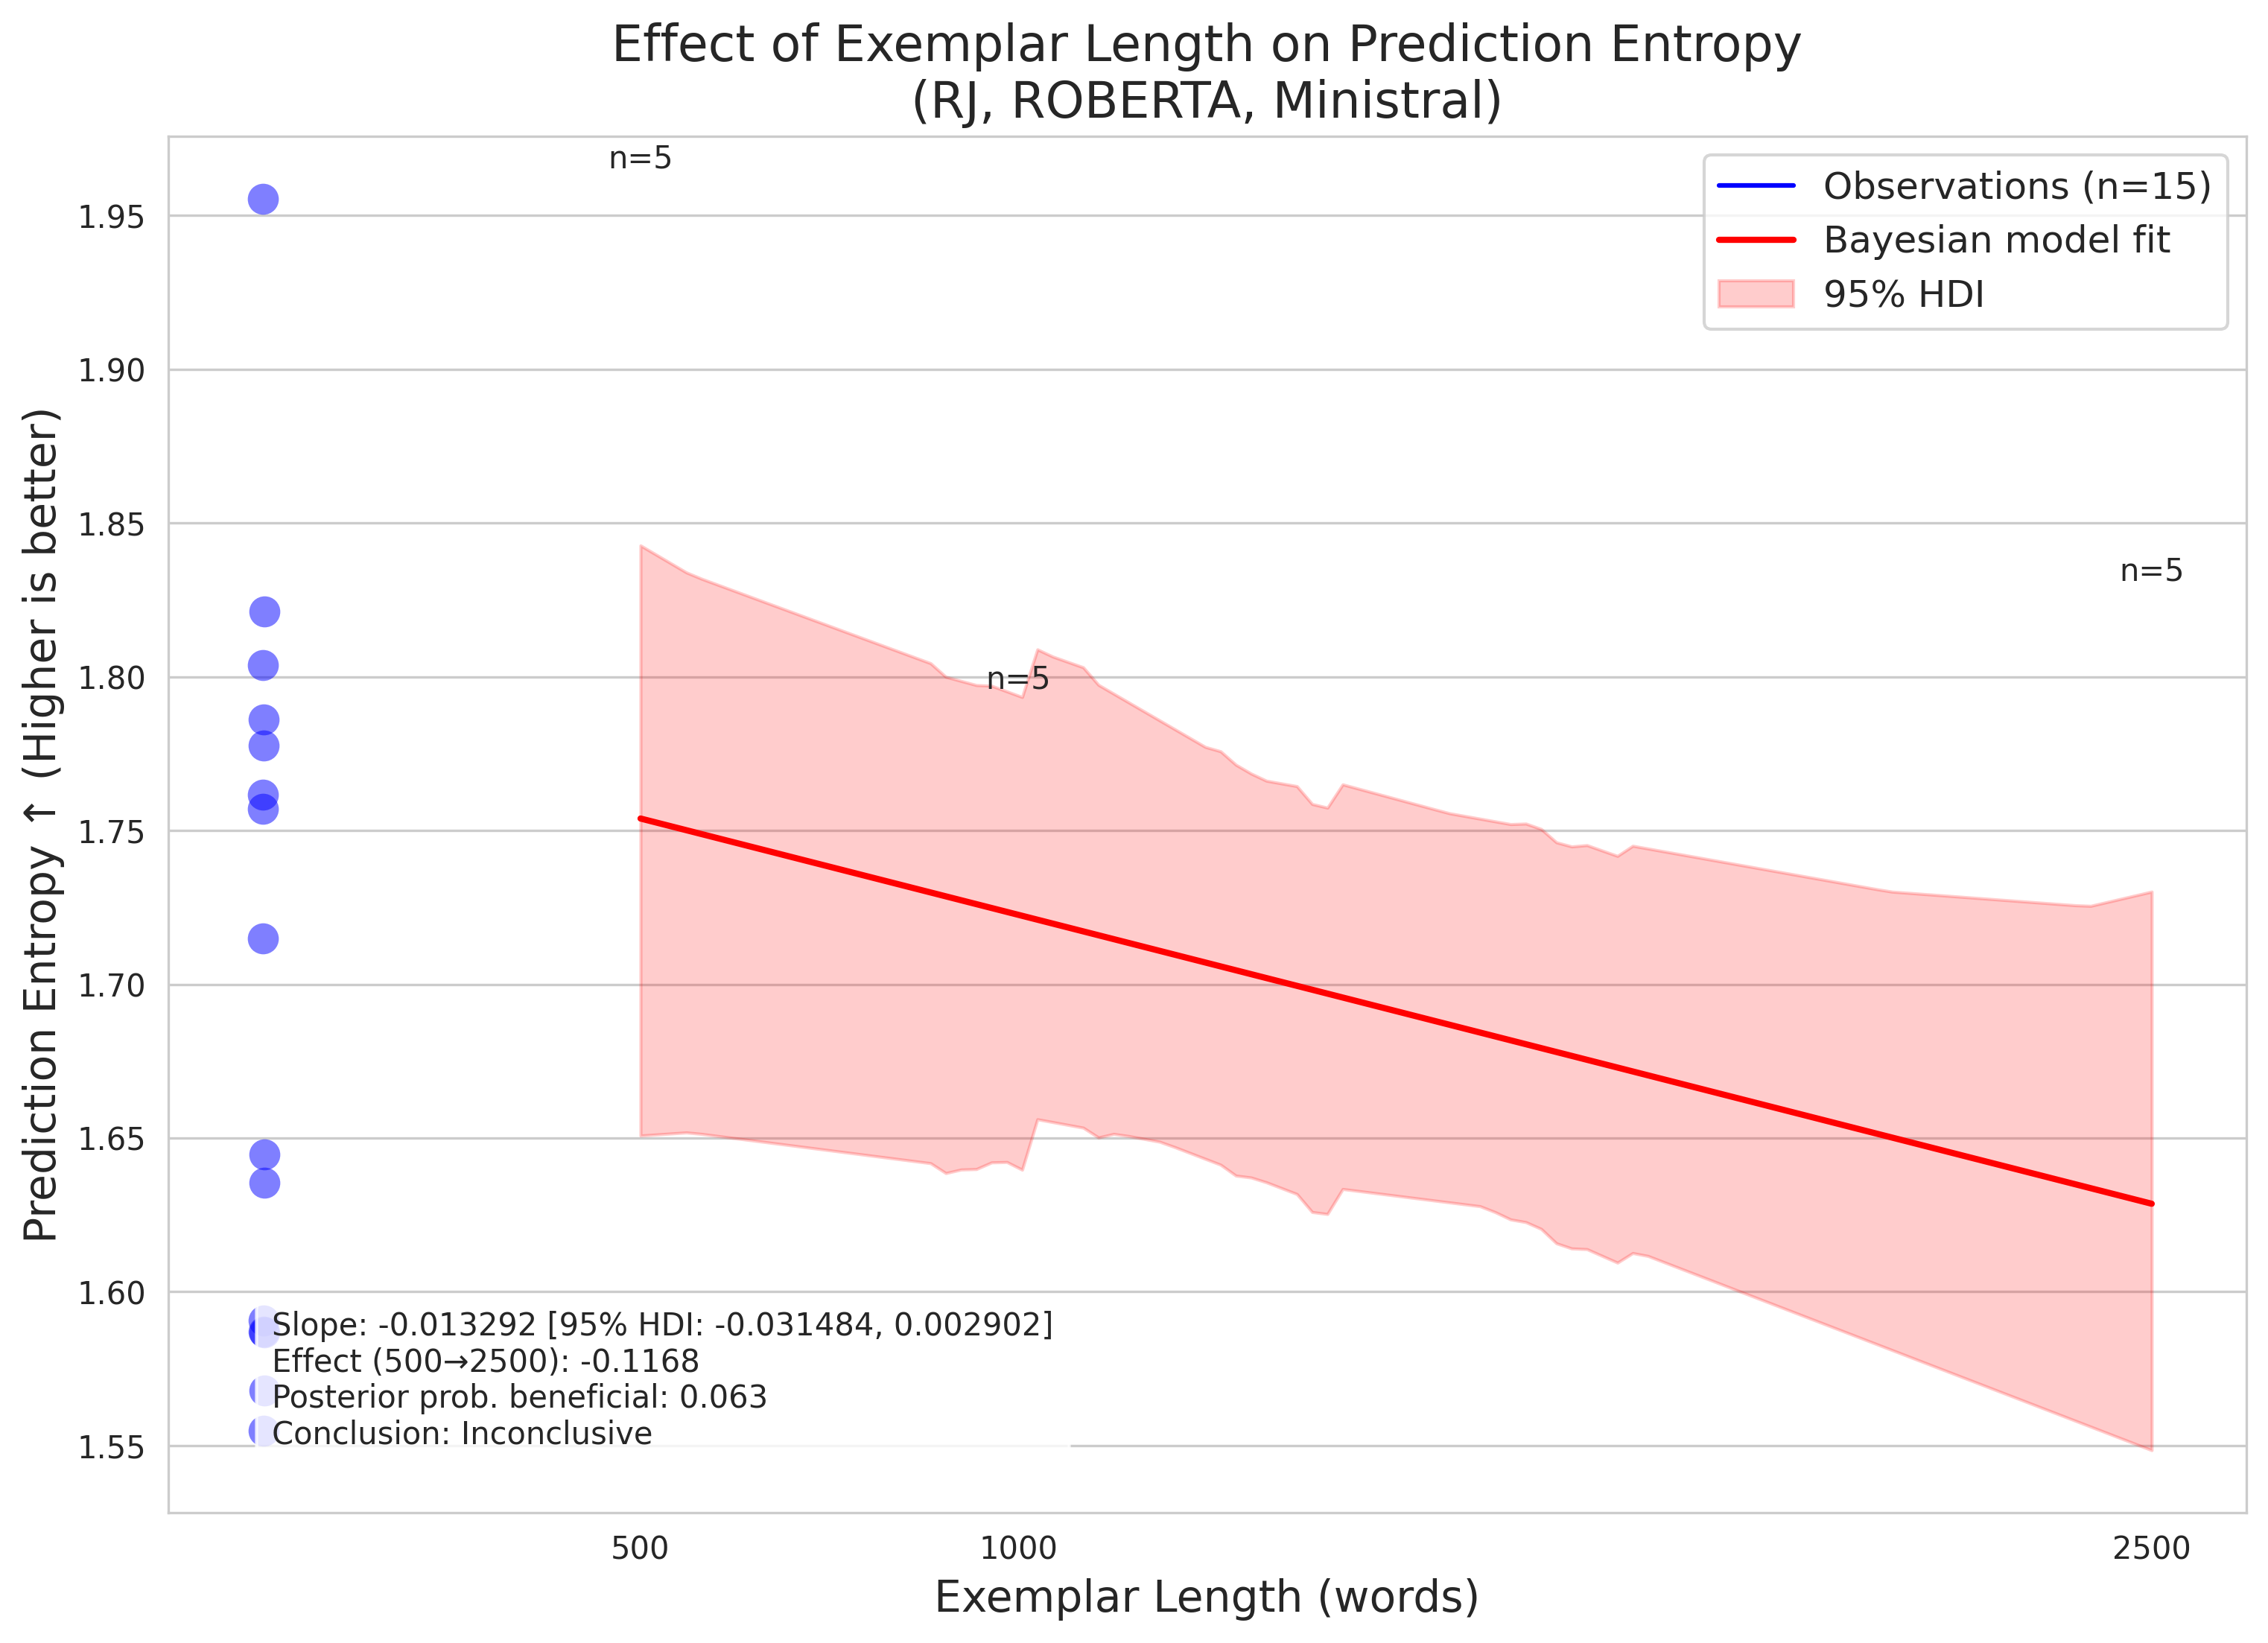 Effect of Exemplar Length on Prediction Entropy
(RJ, ROBERTA, Ministral)
Prediction Entropy ↑ (Higher is better)
1.95
1.90
1.85
1.80
1.75
1.70
1.65
1.60
1.55
n=5
n=5
n=5
Observations (n=15)
Bayesian model fit
95% HDI
Slope: -0.013292 [95% HDI: -0.031484, 0.002902]
Effect (500→2500): -0.1168
Posterior prob. beneficial: 0.063
Conclusion: Inconclusive
500
1000
2500
Exemplar Length (words)